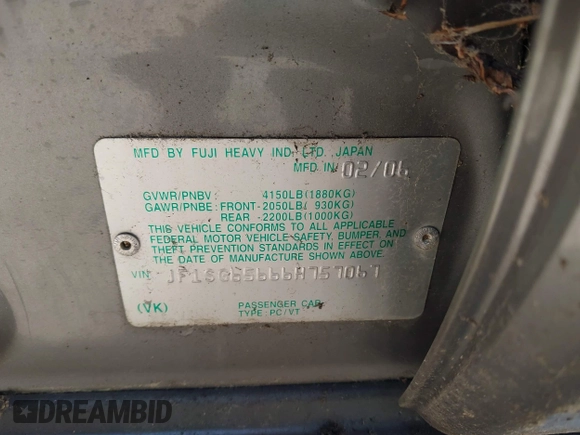 MFD BY FUJI HEAVY IND. LTD. JAPAN
MFD IN 02/06
GVWR/PNBV 4150LB(1880KG)
GAWR/PNBE: FRONT-2050LB( 930KG)
REAR -2200LB(1000KG)
THIS VEHICLE CONFORMS TO ALL APPLICABLE
FEDERAL MOTOR VEHICLE SAFETY, BUMPER, AND
THEFT PREVENTION STANDARDS IN EFFECT ON
THE DATE OF MANUFACTURE SHOWN ABOVE.
VIN:
(VK)
PASSENGER CAR
TYPE: PC/VT
DREAMBID